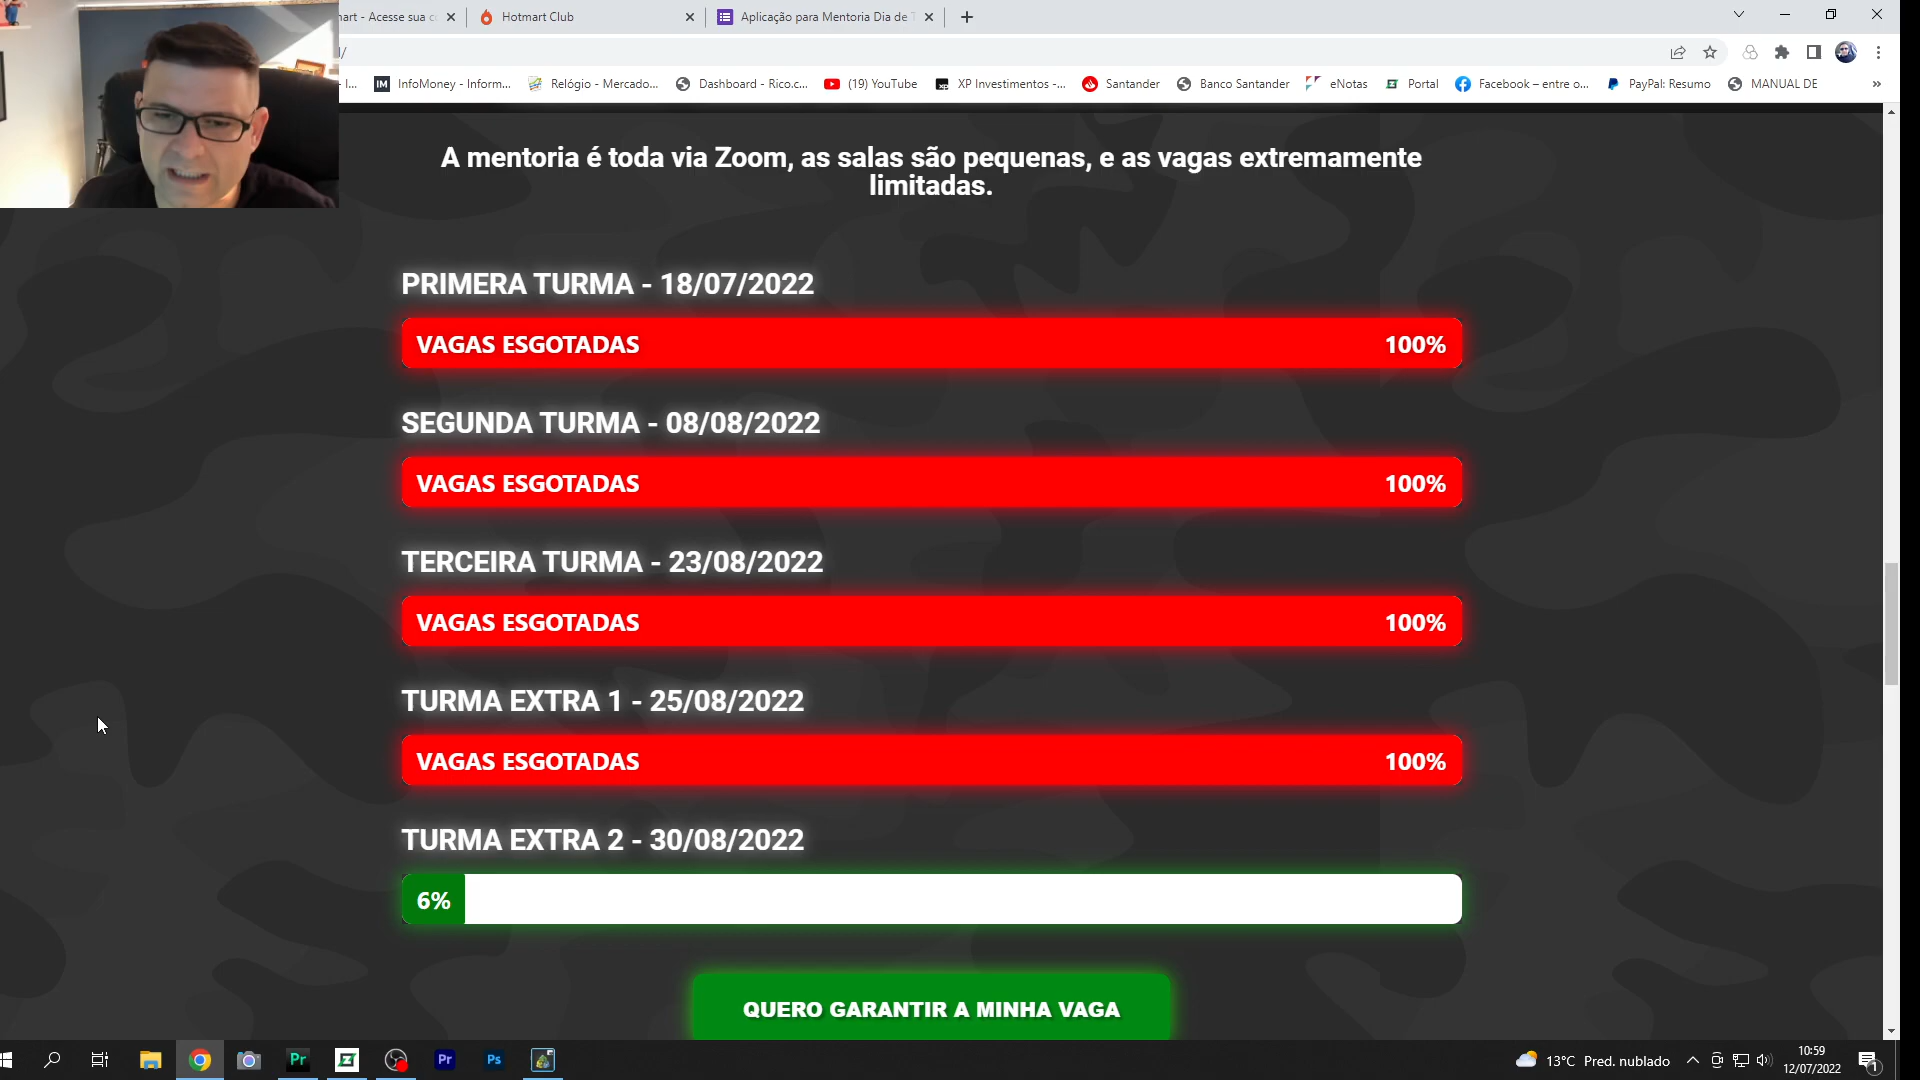 art - Acesse sua c
Hotmart Club
Aplicação para Mentoria Dia de T
l/
- I...
InfoMoney - Inform...
Relógio - Mercado...
Dashboard - Rico.c...
(19) YouTube
XP Investimentos -...
Santander
Banco Santander
eNotas
Portal
Facebook – entre o...
PayPal: Resumo
MANUAL DE
»
A mentoria é toda via Zoom, as salas são pequenas, e as vagas extremamente
limitadas.
PRIMERA TURMA - 18/07/2022
VAGAS ESGOTADAS 100%
SEGUNDA TURMA - 08/08/2022
VAGAS ESGOTADAS 100%
TERCEIRA TURMA - 23/08/2022
VAGAS ESGOTADAS 100%
TURMA EXTRA 1 - 25/08/2022
VAGAS ESGOTADAS 100%
TURMA EXTRA 2 - 30/08/2022
6%
QUERO GARANTIR A MINHA VAGA
Pr
Pr
Ps
13°C Pred. nublado
10:59
12/07/2022
1